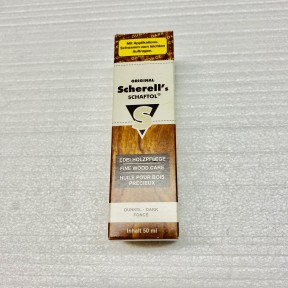 Mit Applikations-
Schwamm zum leichten
Auftragen.
ORIGINAL
Scherell's
SCHAFTOL®
S
EDELHOLZPFLEGE
FINE WOOD CARE
HUILE POUR BOIS
PRÉCIEUX
DUNKEL / DARK
FONCÉ
Inhalt 50 ml